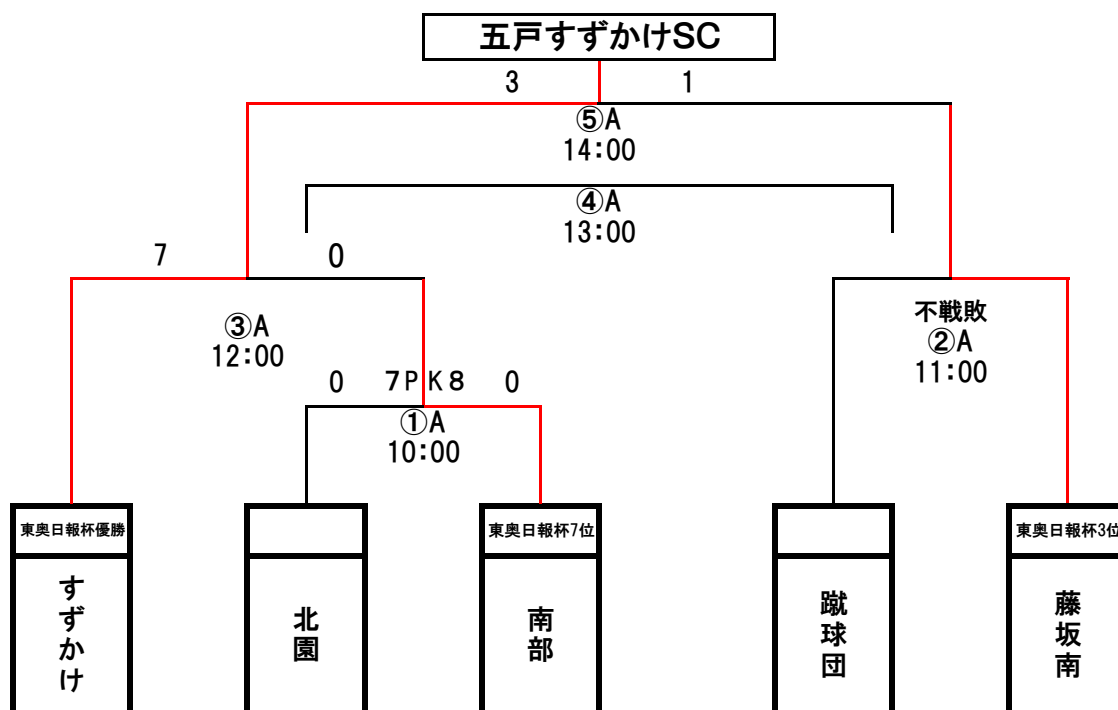 五戸すずかけSC
3 1
⑤A
14:00
④A
13:00
7 0
不戦敗
③A
12:00
②A
11:00
0 7PK8 0
①A
10:00
東奥日報杯優勝
東奥日報杯7位
東奥日報杯3位
すずかけ
北園
南部
蹴球団
藤坂南